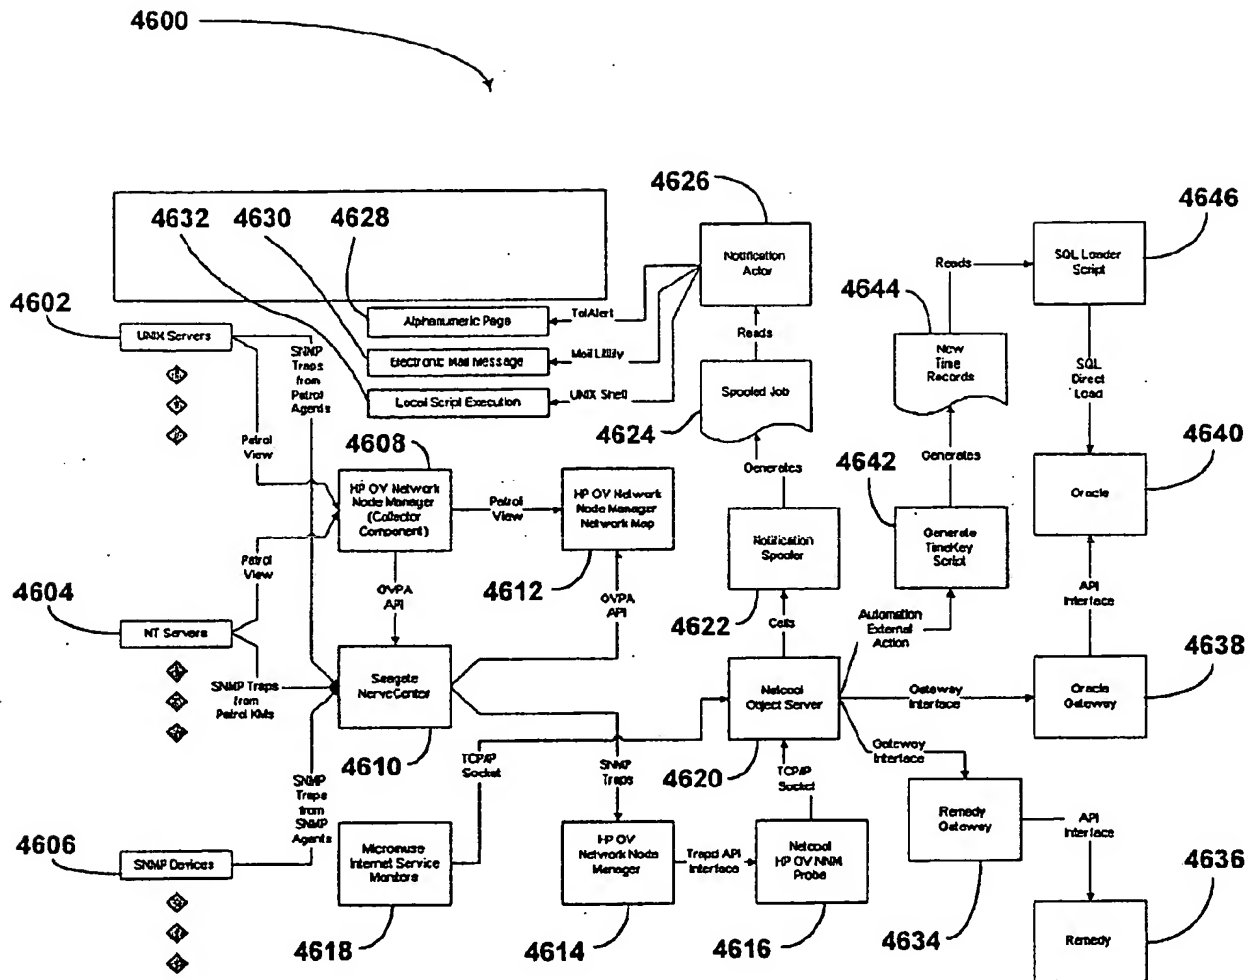 4600
4626
4646
4632 4630 4628
Notification
Actor
SQL Loader
Script
Reads
4644
4602
Alphanumeric Page
TelAlert
UNIX Servers
Electronic Mail Message
Mail Utility
Reads
New
Time
Records
SNMP
Traps
from
Patrol
Agents
Local Script Execution
UNIX Shell
Spooled Job
SQL
Direct
Load
4624
4608
4640
Patrol
View
Generates
4642
Generates
HP OV Network
Node Manager
(Collector
Component)
Patrol
View
HP OV Network
Node Manager
Network Map
Oracle
Notification
Spooler
Generate
TimeKey
Script
Patrol
View
4604
OVPA
API
4612
OVPA
API
API
Interface
4622
Calls
Automation
External
Action
NT Servers
4638
Seagate
NerveCenter
Netcool
Object Server
Oracle
Gateway
SNMP Traps
from
Patrol KMs
Gateway
Interface
4610
Gateway
Interface
TCP/IP
Socket
SNMP
Traps
4620
TCP/IP
Socket
SNMP
Traps
from
SNMP
Agents
Remedy
Gateway
API
Interface
4606
Micromuse
Internet Service
Monitors
HP OV
Network Node
Manager
Netcool
HP OV NNM
Probe
SNMP Devices
Trapd API
Interface
4636
4618
4614
4616
4634
Remedy